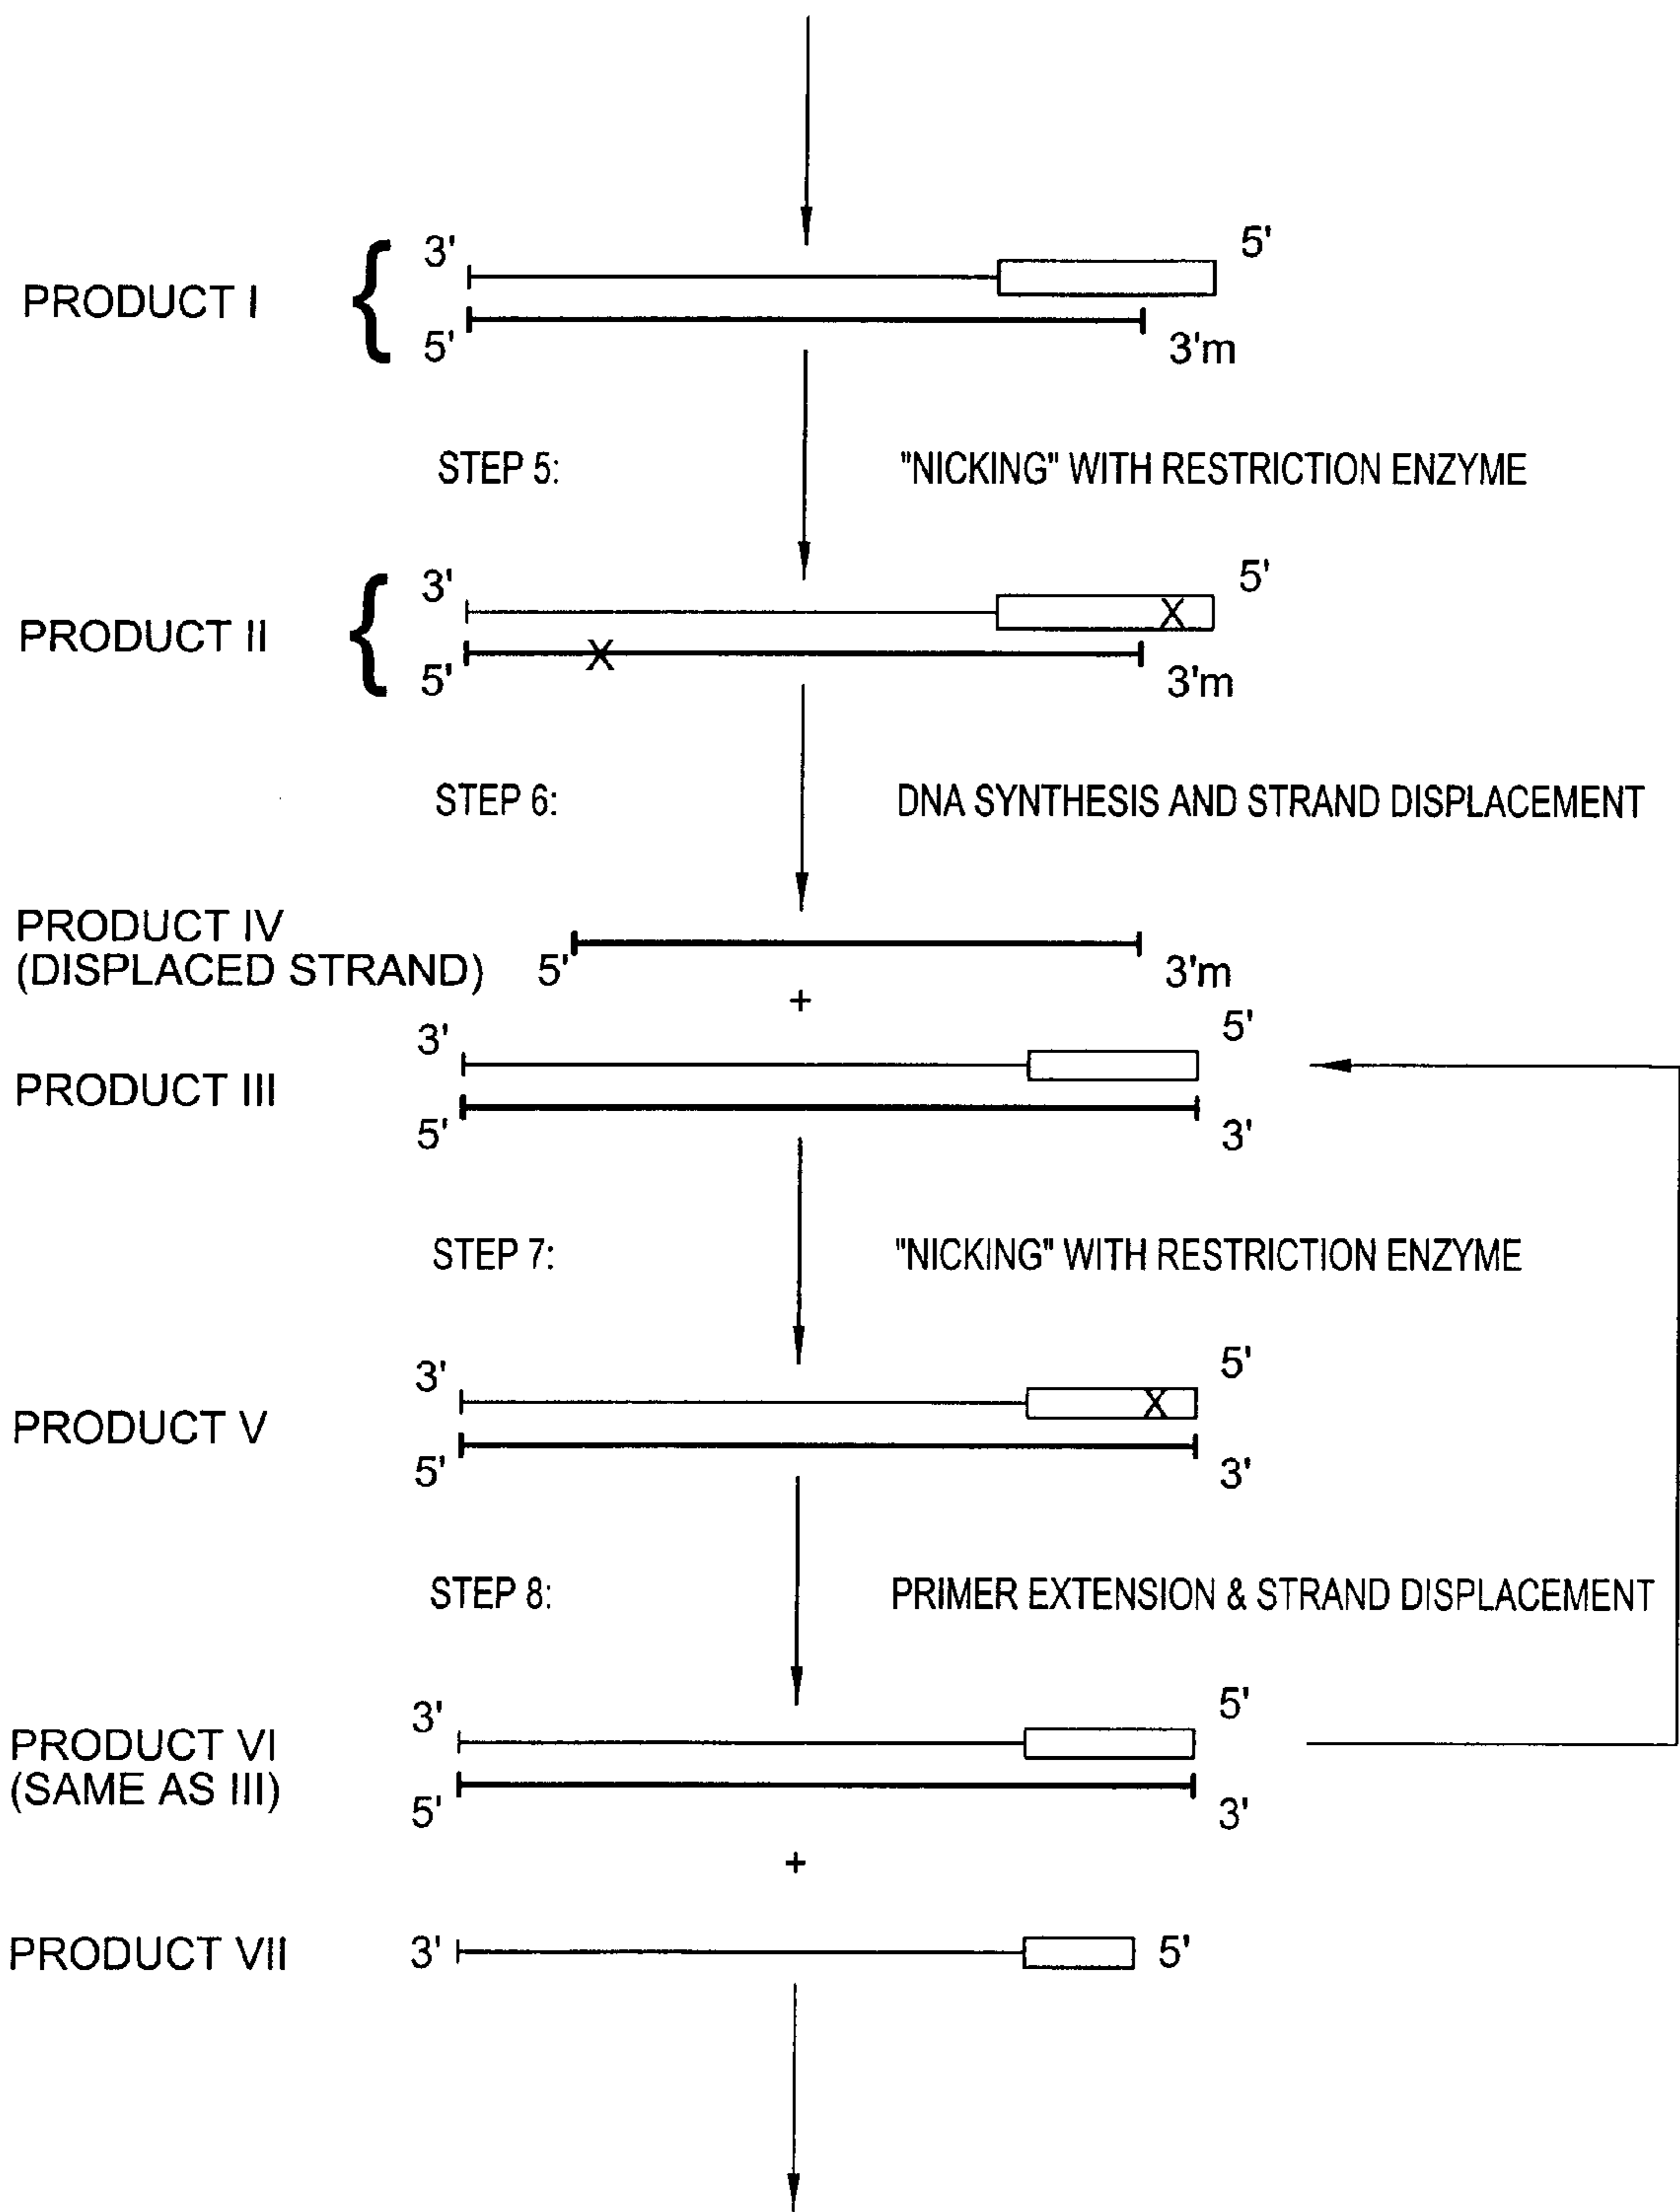 3' 5'
PRODUCT I {
5' 3'm
STEP 5: "NICKING" WITH RESTRICTION ENZYME
3' 5'
X
PRODUCT II {
X
5' 3'm
STEP 6: DNA SYNTHESIS AND STRAND DISPLACEMENT
PRODUCT IV
(DISPLACED STRAND) 5' 3'm
+
3' 5'
PRODUCT III
5' 3'
STEP 7: "NICKING" WITH RESTRICTION ENZYME
3' 5'
X
PRODUCT V
5' 3'
STEP 8: PRIMER EXTENSION & STRAND DISPLACEMENT
3' 5'
PRODUCT VI
(SAME AS III)
5' 3'
+
PRODUCT VII 3' 5'